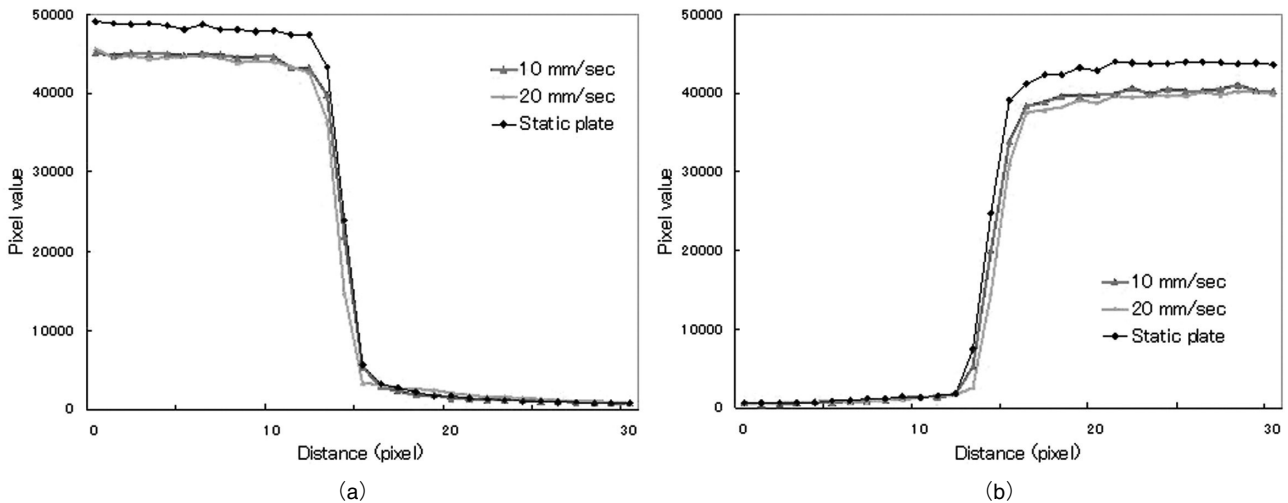 50000
40000
30000
20000
10000
0
Pixel value
0 10 20 30
Distance (pixel)
10 mm/sec
20 mm/sec
Static plate
(a)
50000
40000
30000
20000
10000
0
Pixel value
0 10 20 30
Distance (pixel)
10 mm/sec
20 mm/sec
Static plate
(b)